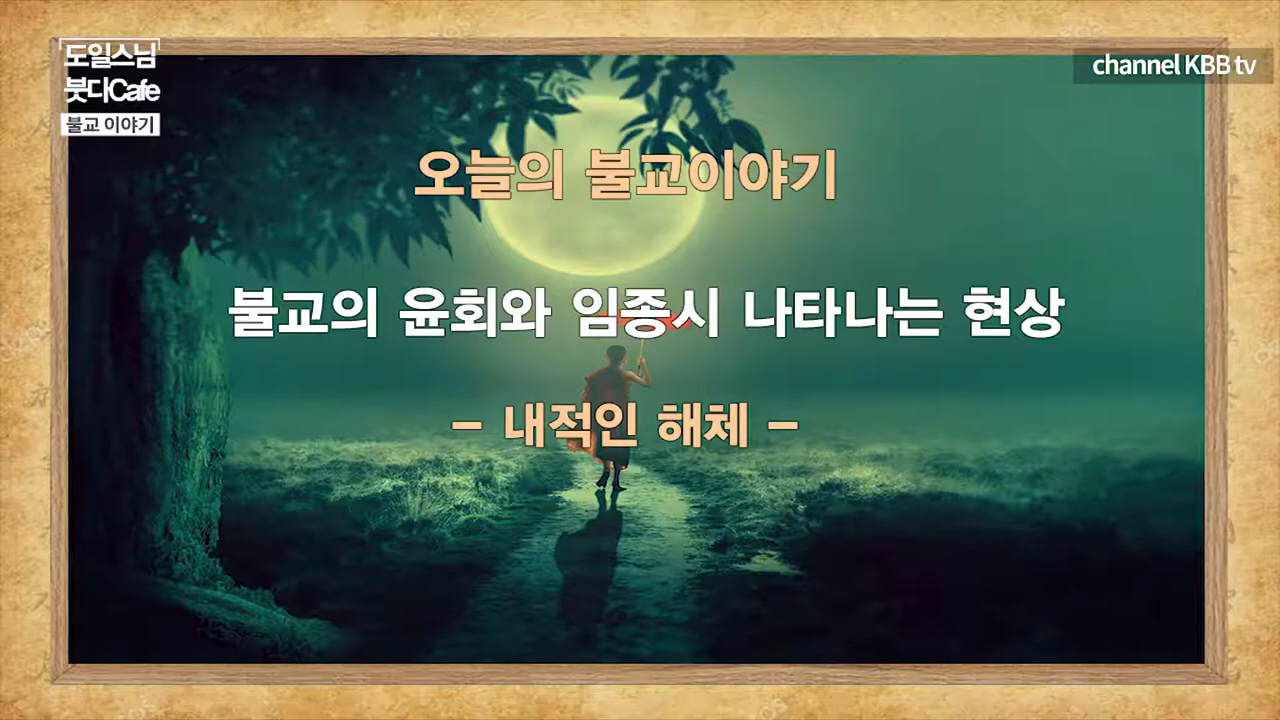 도일스님
붓다Cafe
불교 이야기
channel KBB tv
오늘의 불교이야기
불교의 윤회와 임종시 나타나는 현상
– 내적인 해체 –